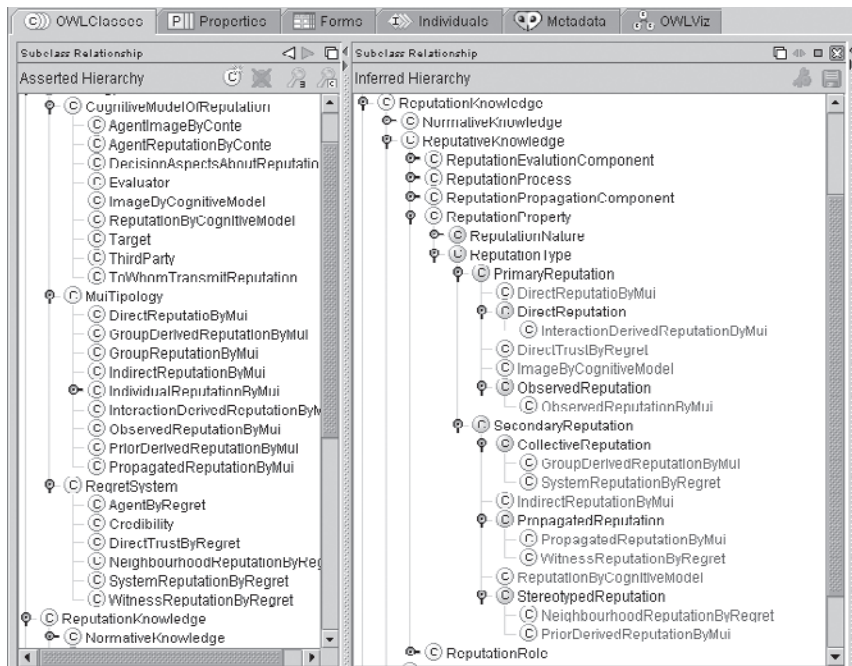 OWLClasses Properties Forms Individuals Metadata OWLViz
Subclass Relationship
Asserted Hierarchy
CognitiveModelOfReputation
AgentImageByConte
AgentReputationByConte
DecisionAspectsAboutReputatio
Evaluator
ImageByCognitiveModel
ReputationByCognitiveModel
Target
ThirdParty
ToWhomTransmitReputation
MuiTipology
DirectReputatioByMui
GroupDerivedReputationByMui
GroupReputationByMui
IndirectReputationByMui
IndividualReputationByMui
InteractionDerivedReputationByM
ObservedReputationByMui
PriorDerivedReputationByMui
PropagatedReputationByMui
RegretSystem
AgentByRegret
Credibility
DirectTrustByRegret
NeighbourhoodReputationByReg
SystemReputationByRegret
WitnessReputationByRegret
ReputationKnowledge
NormativeKnowledge
Subclass Relationship
Inferred Hierarchy
ReputationKnowledge
NormativeKnowledge
ReputativeKnowledge
ReputationEvalutionComponent
ReputationProcess
ReputationPropagationComponent
ReputationProperty
ReputationNature
ReputationType
PrimaryReputation
DirectReputatioByMui
DirectReputation
InteractionDerivedReputationByMui
DirectTrustByRegret
ImageByCognitiveModel
ObservedReputation
ObservedReputationByMui
SecondaryReputation
CollectiveReputation
GroupDerivedReputationByMui
SystemReputationByRegret
IndirectReputationByMui
PropagatedReputation
PropagatedReputationByMui
WitnessReputationByRegret
ReputationByCognitiveModel
StereotypedReputation
NeighbourhoodReputationByRegret
PriorDerivedReputationByMui
ReputationRole